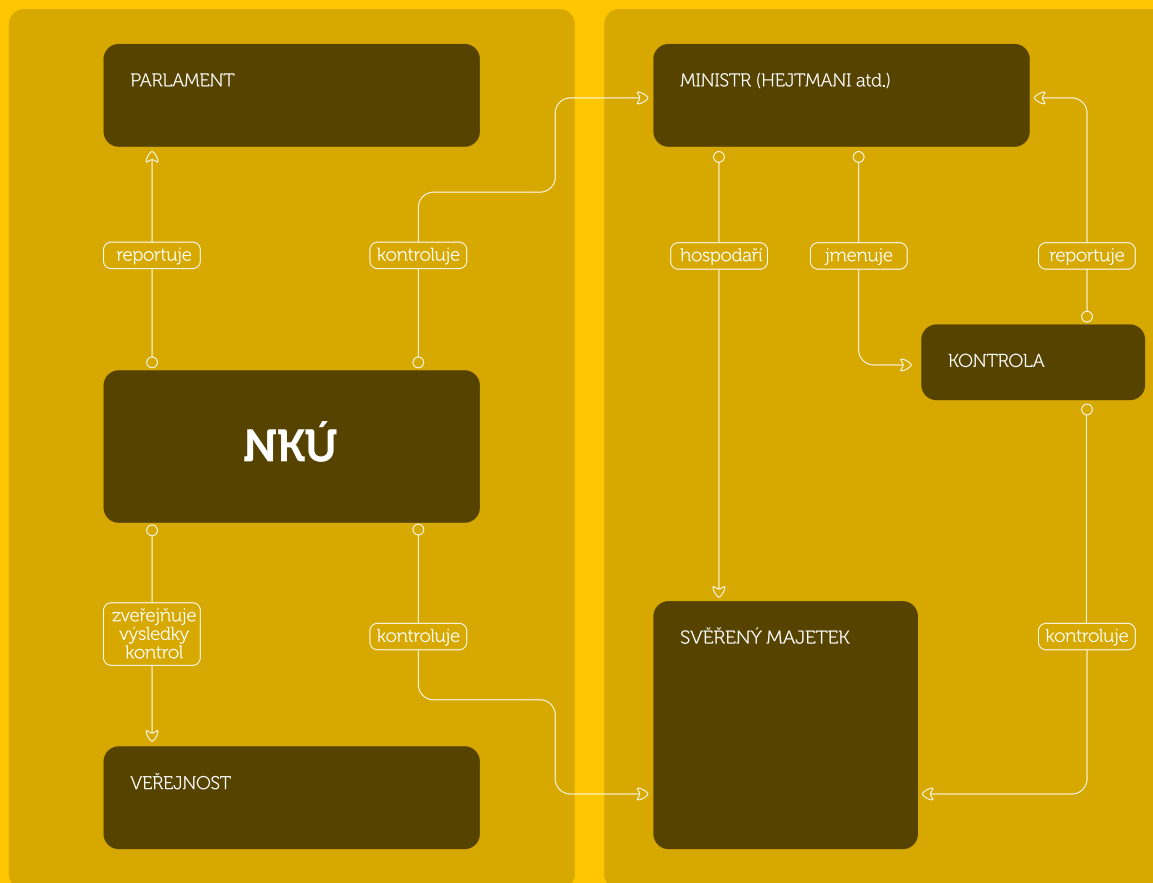 PARLAMENT
MINISTR (HEJTMANI atd.)
reportuje
kontroluje
hospodaří
jmenuje
reportuje
KONTROLA
NKÚ
zveřejňuje
výsledky
kontrol
kontroluje
SVĚŘENÝ MAJETEK
kontroluje
VEŘEJNOST